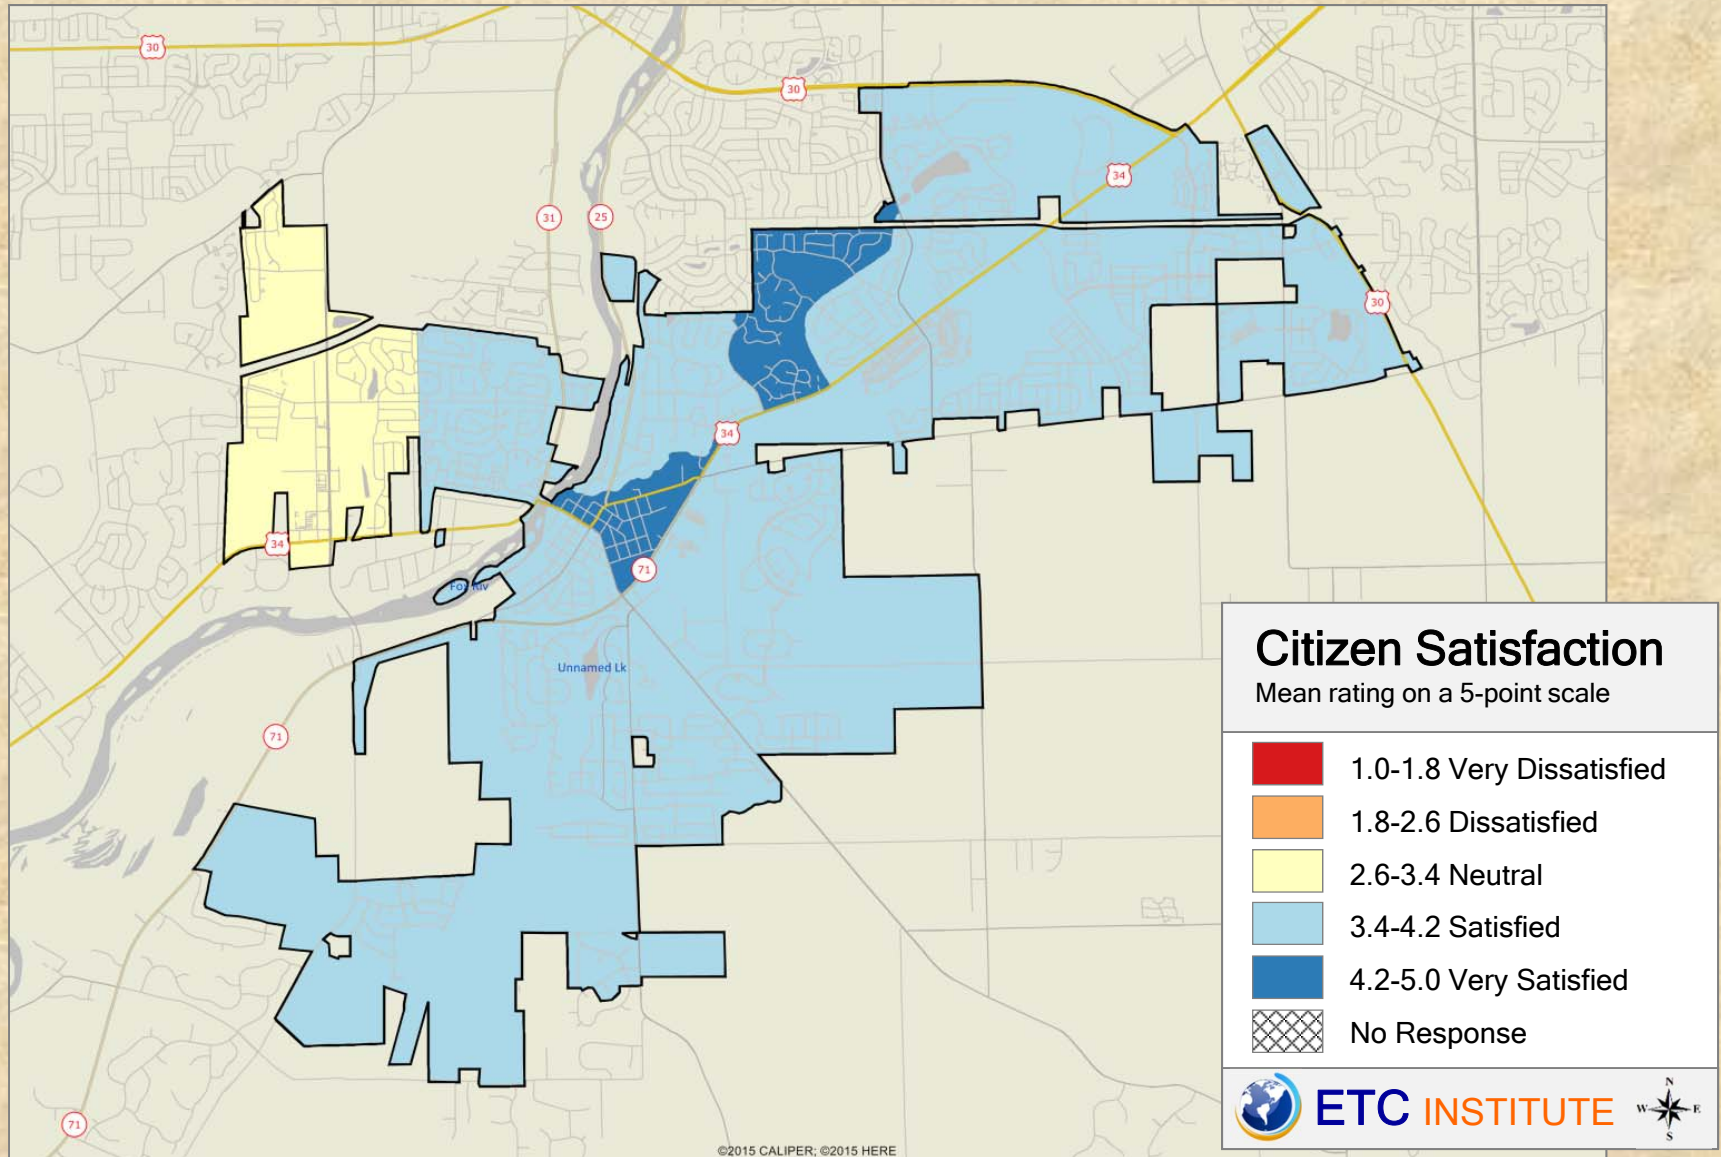 30
30
34
31
25
30
34
34
71
Fox Riv
Unnamed Lk
71
71
Citizen Satisfaction
Mean rating on a 5-point scale
1.0-1.8 Very Dissatisfied
1.8-2.6 Dissatisfied
2.6-3.4 Neutral
3.4-4.2 Satisfied
4.2-5.0 Very Satisfied
No Response
ETC INSTITUTE
N
W E
S
©2015 CALIPER; ©2015 HERE